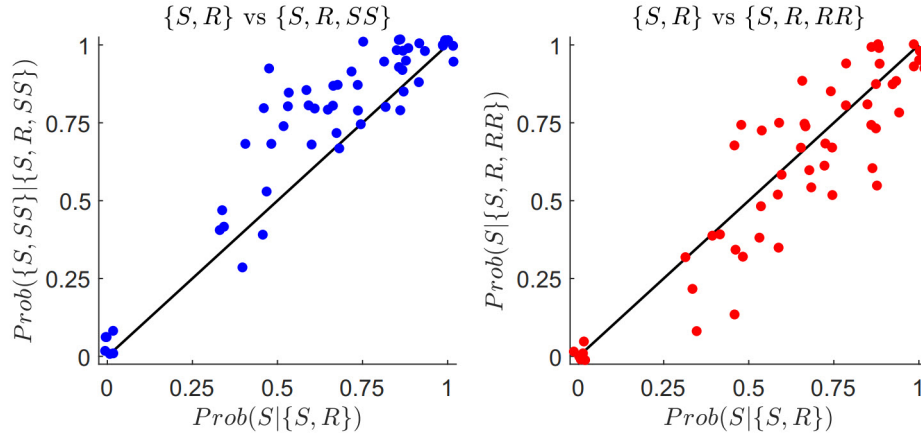 {S, R} vs {S, R, SS}
Prob({S, SS}|{S, R, SS})
1
0.75
0.5
0.25
0
0 0.25 0.5 0.75 1
Prob(S|{S, R})
{S, R} vs {S, R, RR}
Prob(S|{S, R, RR})
1
0.75
0.5
0.25
0
0 0.25 0.5 0.75 1
Prob(S|{S, R})